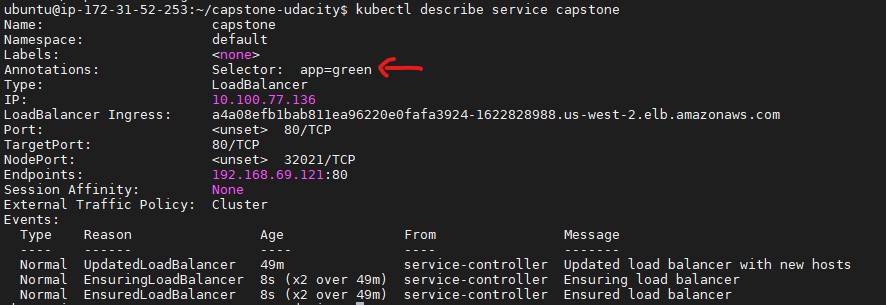 ubuntu@ip-172-31-52-253:~/capstone-udacity$ kubectl describe service capstone
Name: capstone
Namespace: default
Labels: <none>
Annotations: Selector: app=green
Type: LoadBalancer
IP: 10.100.77.136
LoadBalancer Ingress: a4a08efb1bab811ea96220e0fafa3924-1622828988.us-west-2.elb.amazonaws.com
Port: <unset> 80/TCP
TargetPort: 80/TCP
NodePort: <unset> 32021/TCP
Endpoints: 192.168.69.121:80
Session Affinity: None
External Traffic Policy: Cluster
Events:
Type Reason Age From Message
---- ------ ---- ---- -------
Normal UpdatedLoadBalancer 49m service-controller Updated load balancer with new hosts
Normal EnsuringLoadBalancer 8s (x2 over 49m) service-controller Ensuring load balancer
Normal EnsuredLoadBalancer 8s (x2 over 49m) service-controller Ensured load balancer